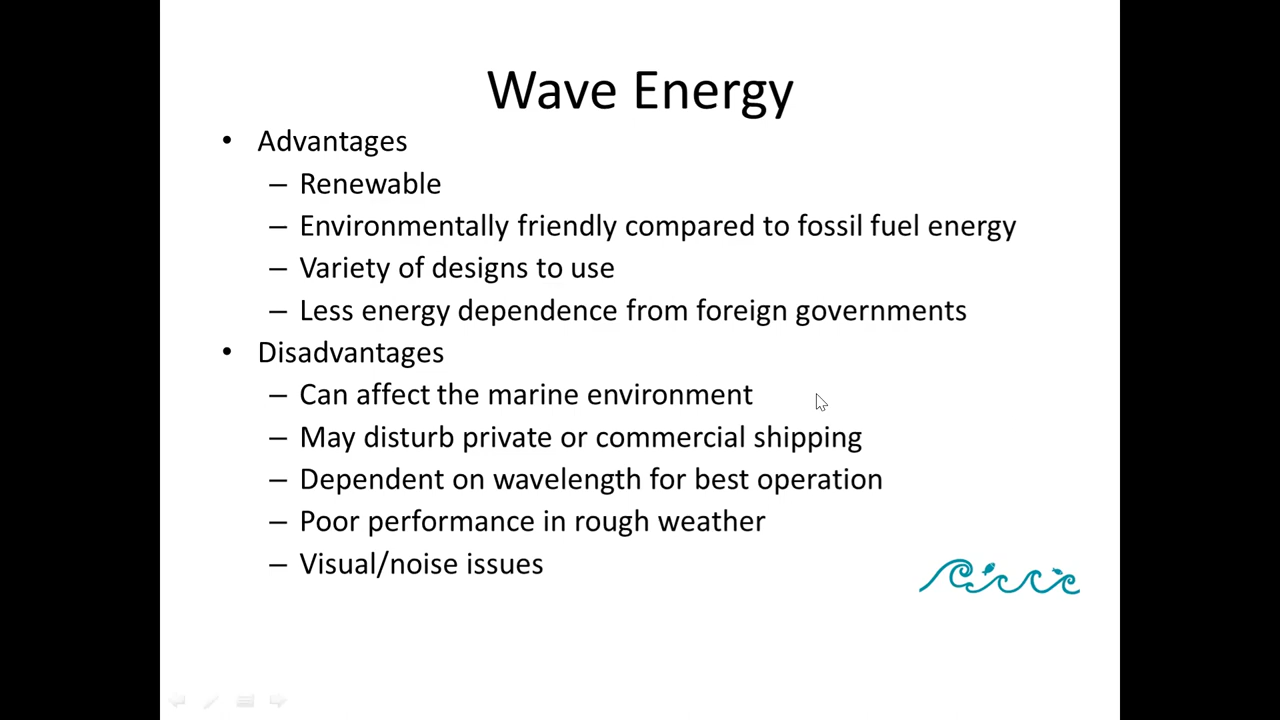 Wave Energy
• Advantages
– Renewable
– Environmentally friendly compared to fossil fuel energy
– Variety of designs to use
– Less energy dependence from foreign governments
• Disadvantages
– Can affect the marine environment
– May disturb private or commercial shipping
– Dependent on wavelength for best operation
– Poor performance in rough weather
– Visual/noise issues